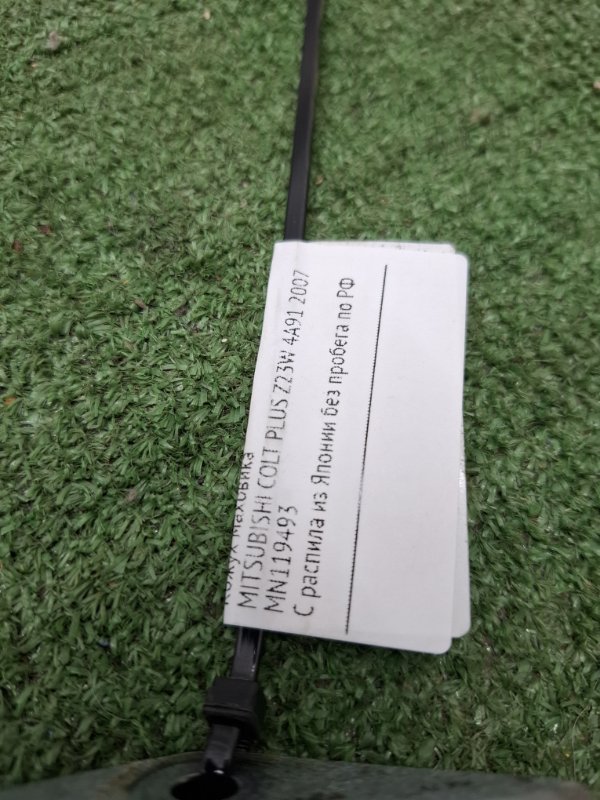 Кожух маховика
MITSUBISHI COLT PLUS Z23W 4A91 2007
MN119493
С распила из Японии без пробега по РФ